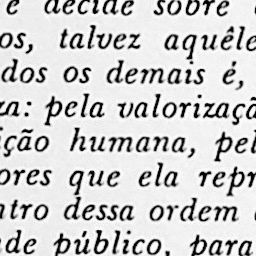 e decide sobre
os, talvez aquêle
dos os demais é,
za: pela valorizaçã
ição humana, pel
ores que ela repr
ntro dessa ordem
de público, para